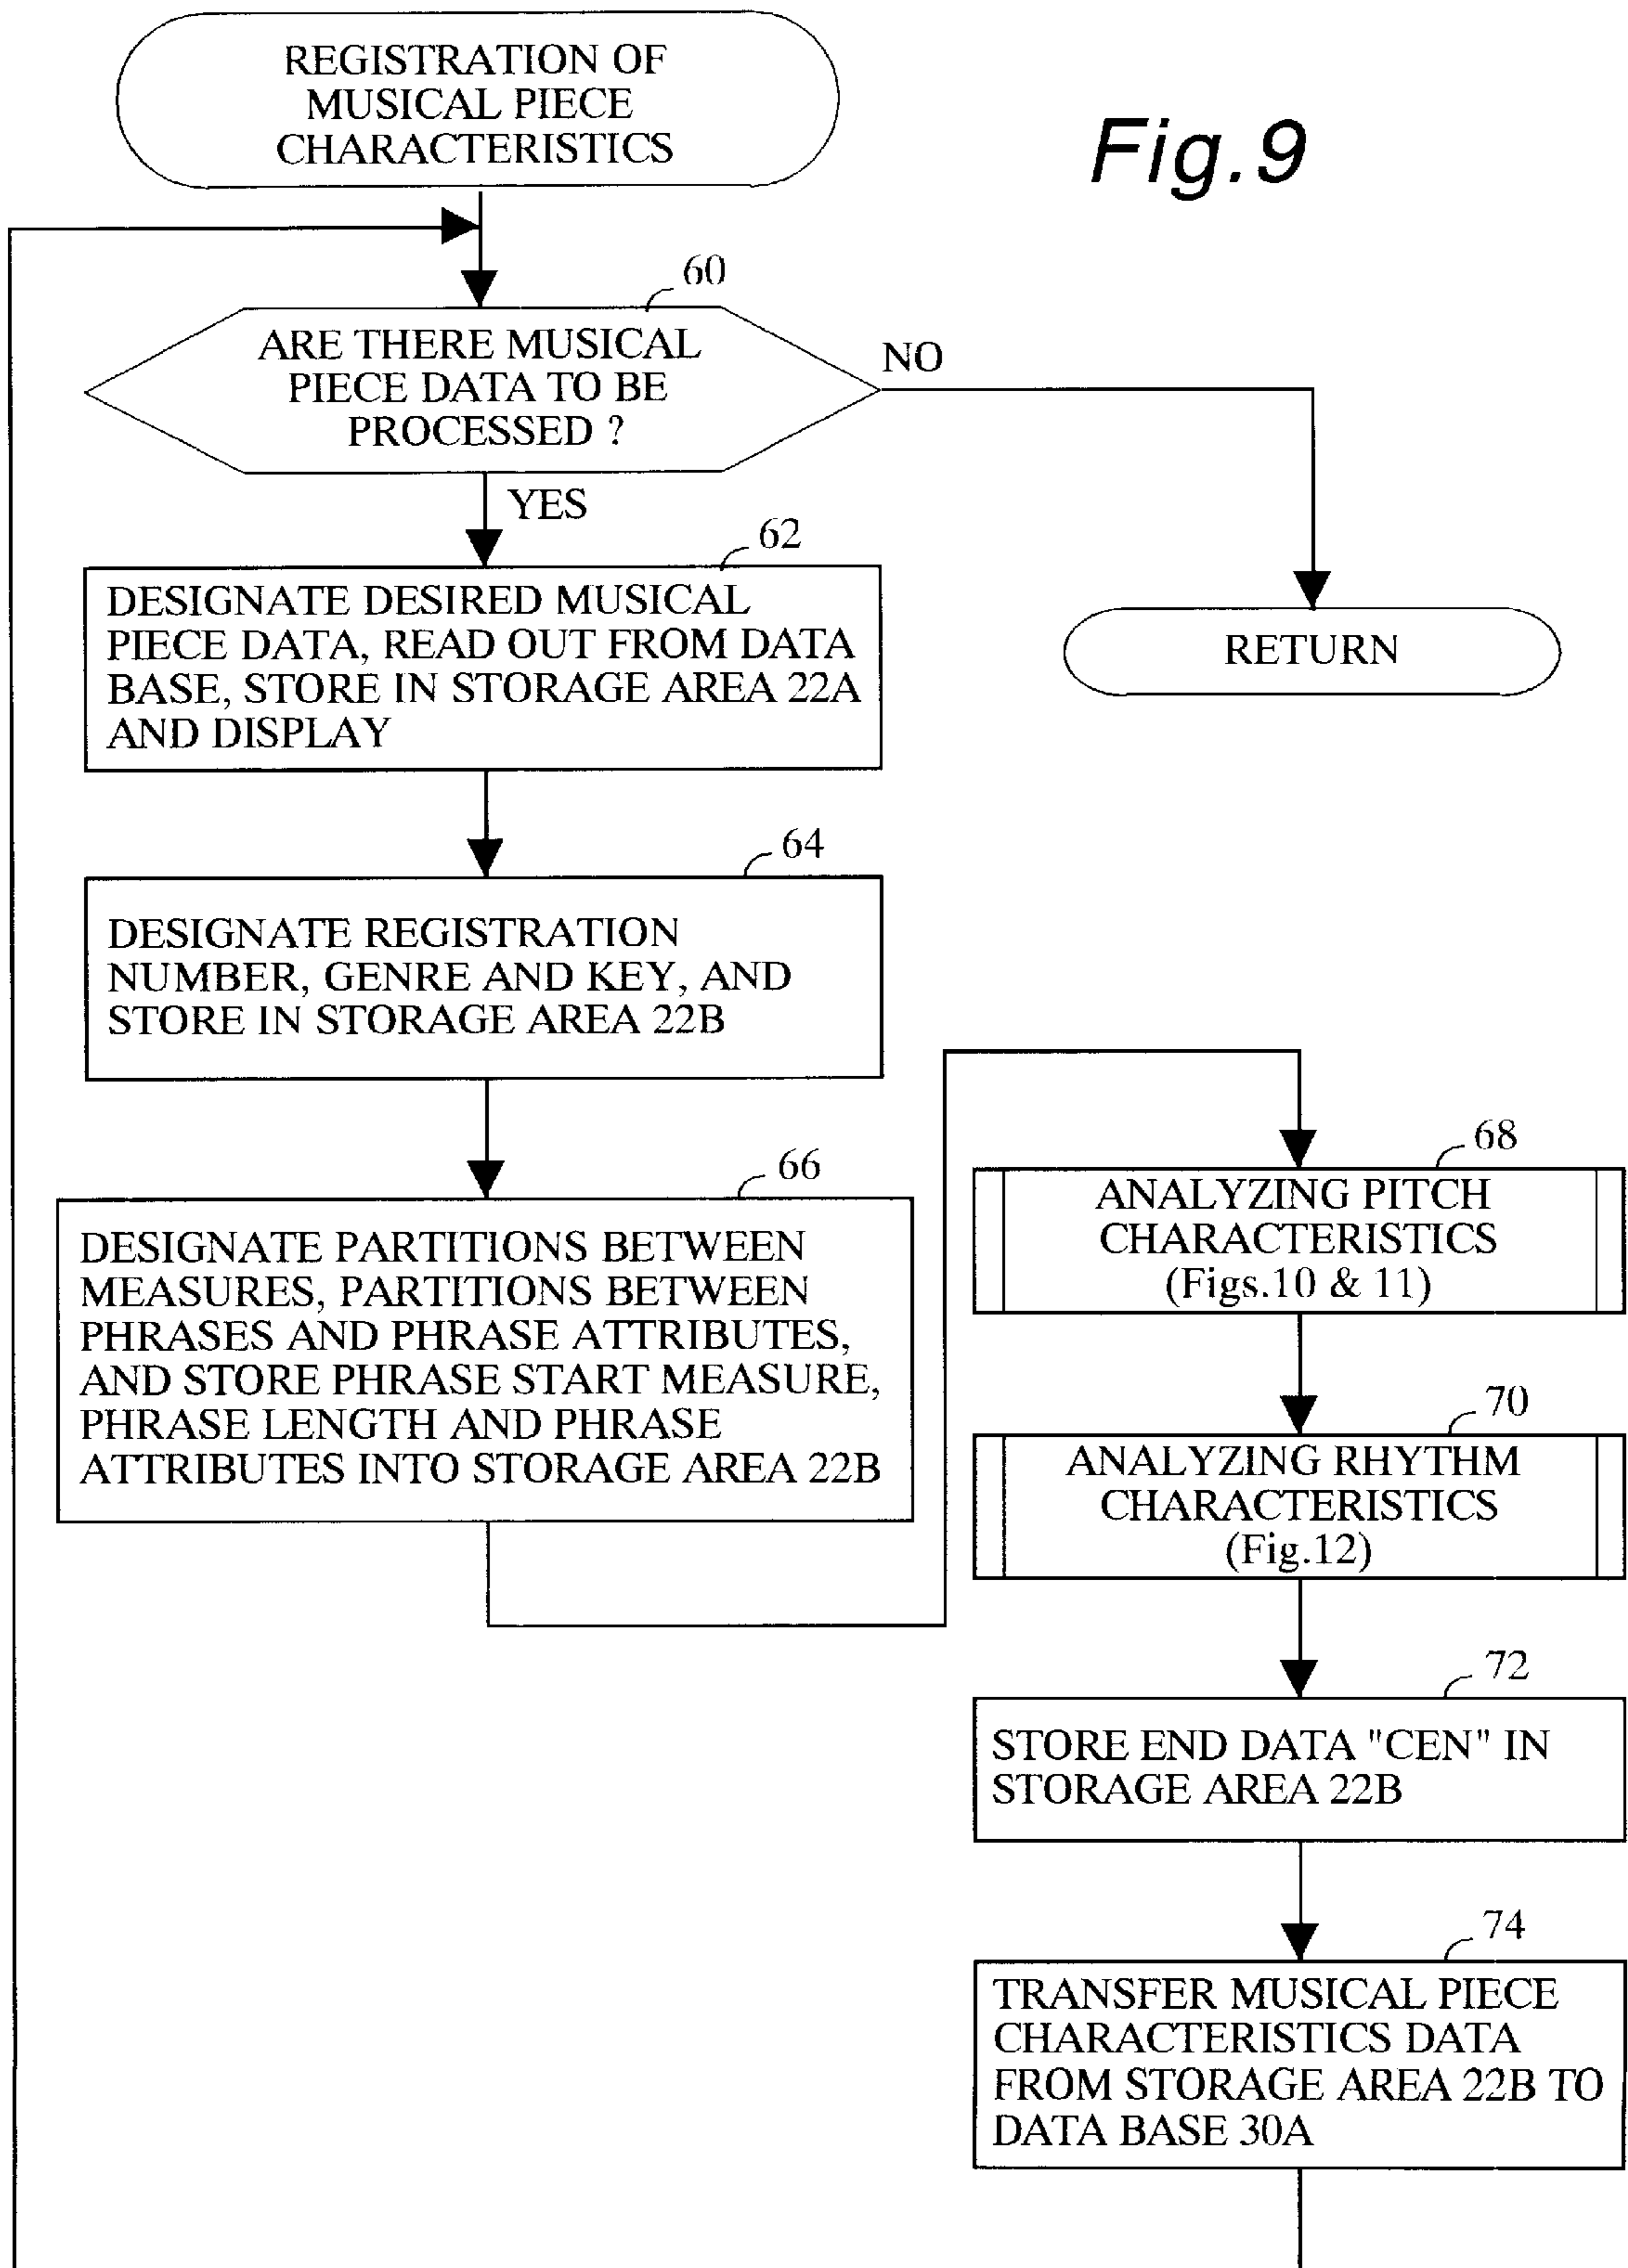 REGISTRATION OF
MUSICAL PIECE
CHARACTERISTICS
Fig.9
60
ARE THERE MUSICAL
PIECE DATA TO BE
PROCESSED ?
NO
YES
62
DESIGNATE DESIRED MUSICAL
PIECE DATA, READ OUT FROM DATA
BASE, STORE IN STORAGE AREA 22A
AND DISPLAY
RETURN
64
DESIGNATE REGISTRATION
NUMBER, GENRE AND KEY, AND
STORE IN STORAGE AREA 22B
66
DESIGNATE PARTITIONS BETWEEN
MEASURES, PARTITIONS BETWEEN
PHRASES AND PHRASE ATTRIBUTES,
AND STORE PHRASE START MEASURE,
PHRASE LENGTH AND PHRASE
ATTRIBUTES INTO STORAGE AREA 22B
68
ANALYZING PITCH
CHARACTERISTICS
(Figs.10 & 11)
70
ANALYZING RHYTHM
CHARACTERISTICS
(Fig.12)
72
STORE END DATA "CEN" IN
STORAGE AREA 22B
74
TRANSFER MUSICAL PIECE
CHARACTERISTICS DATA
FROM STORAGE AREA 22B TO
DATA BASE 30A